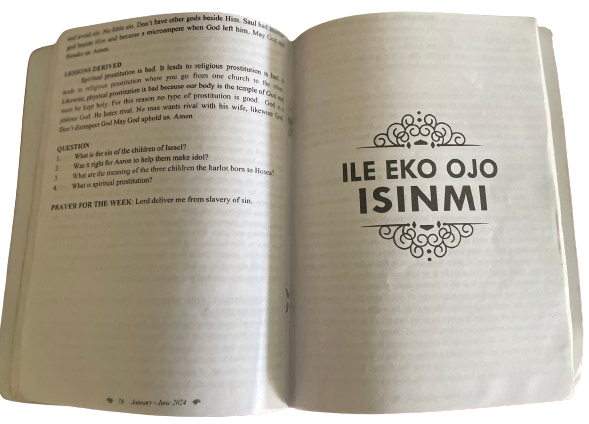 and avoid sin. No little sin. Don't have other gods beside Him. Saul had
god beside Him and became a microampere when God left him. May God
forsake us. Amen.
LESSONS DERIVED
Spiritual prostitution is bad. It leads to religious prostitution is bad. It
leads to religious prostitution where you go from one church to the other.
Likewise, physical prostitution is bad because our body is the temple of God and
must be kept holy. For this reason no type of prostitution is good. God is a
jealous God. He hates rival. No man wants rival with his wife, likewise God.
Don't disrespect God May God uphold us. Amen
QUESTION
1. What is the sin of the children of Israel?
2. Was it right for Aaron to help them make idol?
3. What are the meaning of the three children the harlot born to Hosea?
4. What is spiritual prostitution?
PRAYER FOR THE WEEK: Lord deliver me from slavery of sin.
76 January - June 2024
ILE EKO OJO
ISINMI